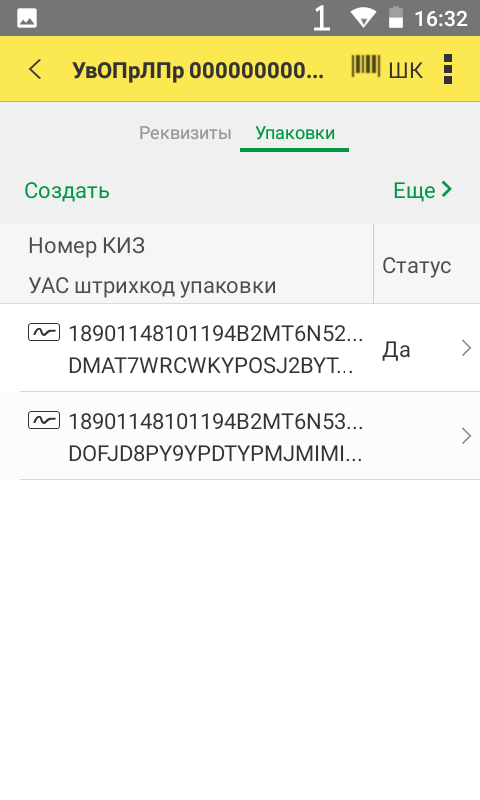 1 16:32
УвОПрЛПр 000000000... ШК
Реквизиты Упаковки
Создать Еще
Номер КИЗ
Статус
УАС штрихкод упаковки
18901148101194B2MT6N52...
Да
DMAT7WRCWKYPOSJ2BYT...
18901148101194B2MT6N53...
DOFJD8PY9YPDTYPMJMIMI...